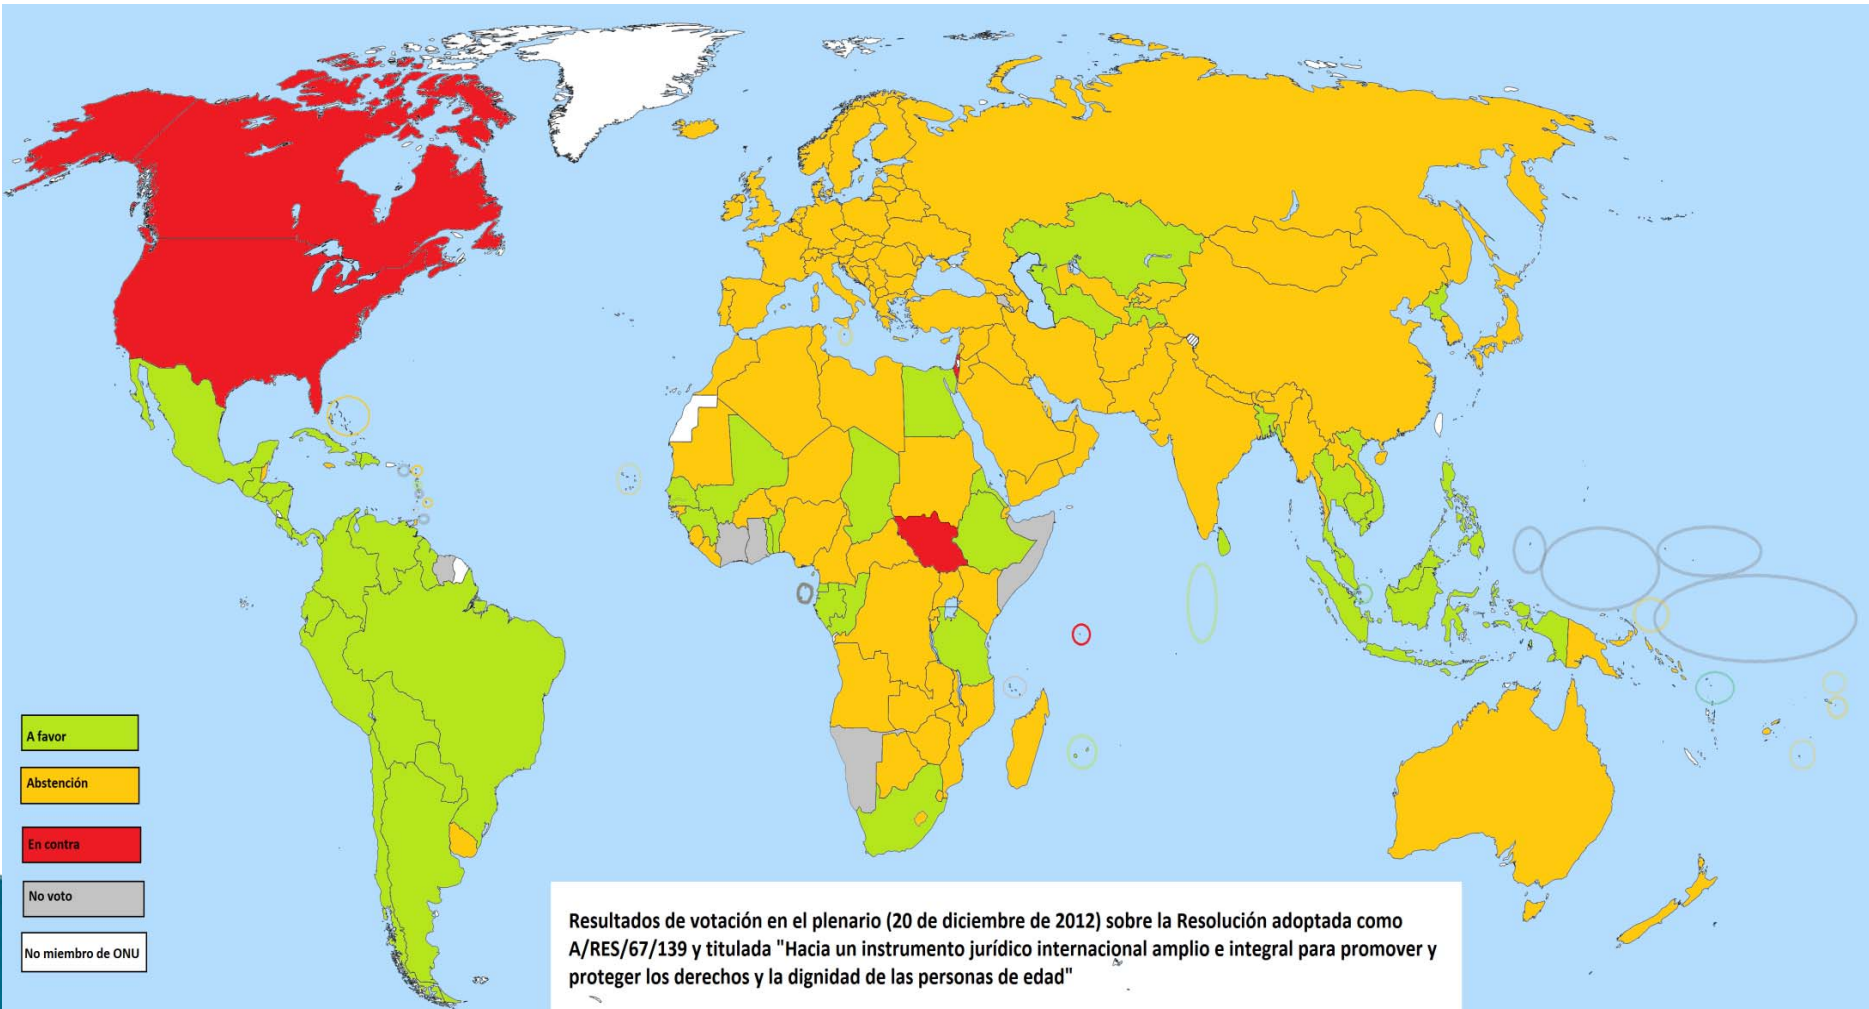 A favor
Abstención
En contra
No voto
No miembro de ONU
Resultados de votación en el plenario (20 de diciembre de 2012) sobre la Resolución adoptada como
A/RES/67/139 y titulada "Hacia un instrumento jurídico internacional amplio e integral para promover y
proteger los derechos y la dignidad de las personas de edad"